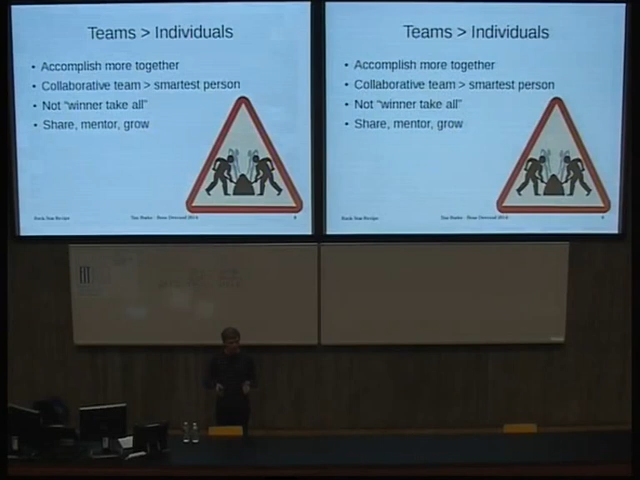 Teams > Individuals
• Accomplish more together
• Collaborative team > smartest person
• Not "winner take all"
• Share, mentor, grow
Teams > Individuals
• Accomplish more together
• Collaborative team > smartest person
• Not "winner take all"
• Share, mentor, grow